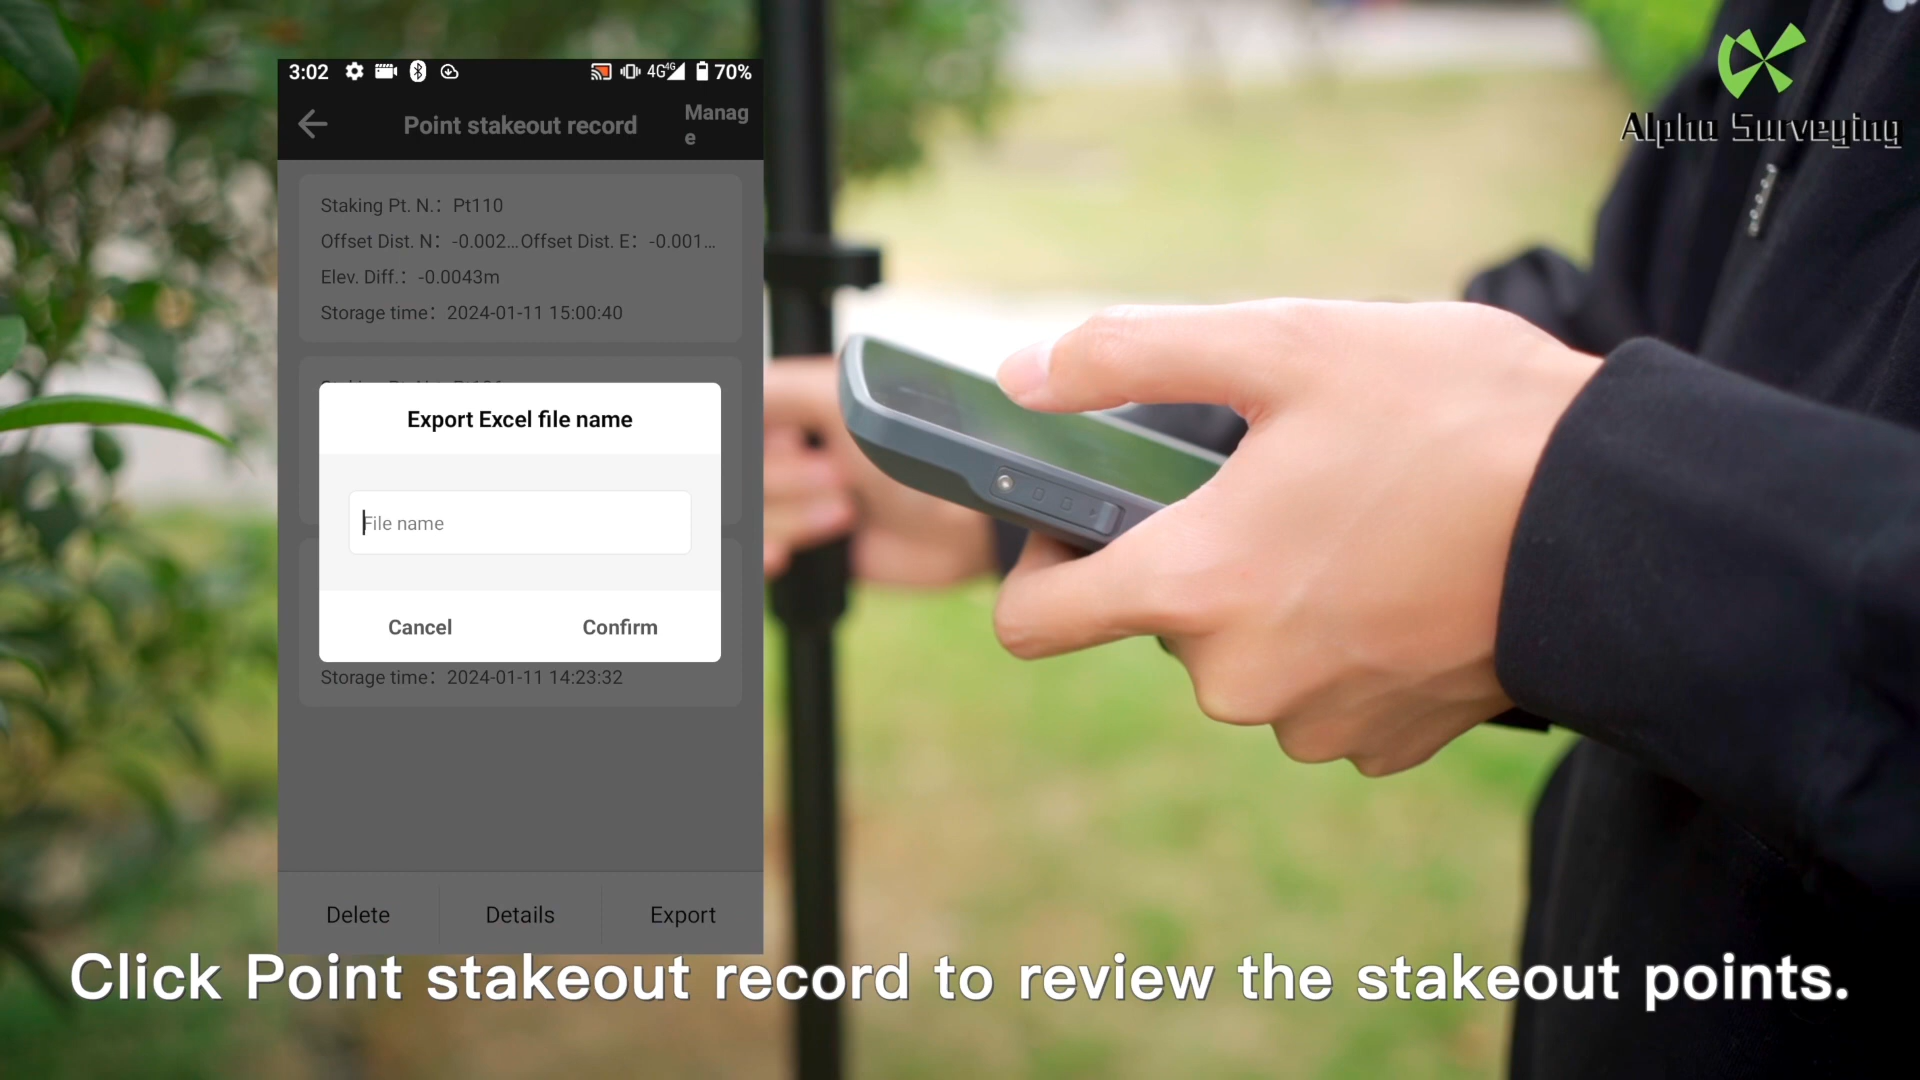 3:02
4G
4G
70%
Point stakeout record
Manag
e
Staking Pt. N.: Pt110
Offset Dist. N: -0.002... Offset Dist. E: -0.001...
Elev. Diff.: -0.0043m
Storage time: 2024-01-11 15:00:40
Export Excel file name
File name
Cancel
Confirm
Storage time: 2024-01-11 14:23:32
Delete
Details
Export
Alpha Surveying
Click Point stakeout record to review the stakeout points.